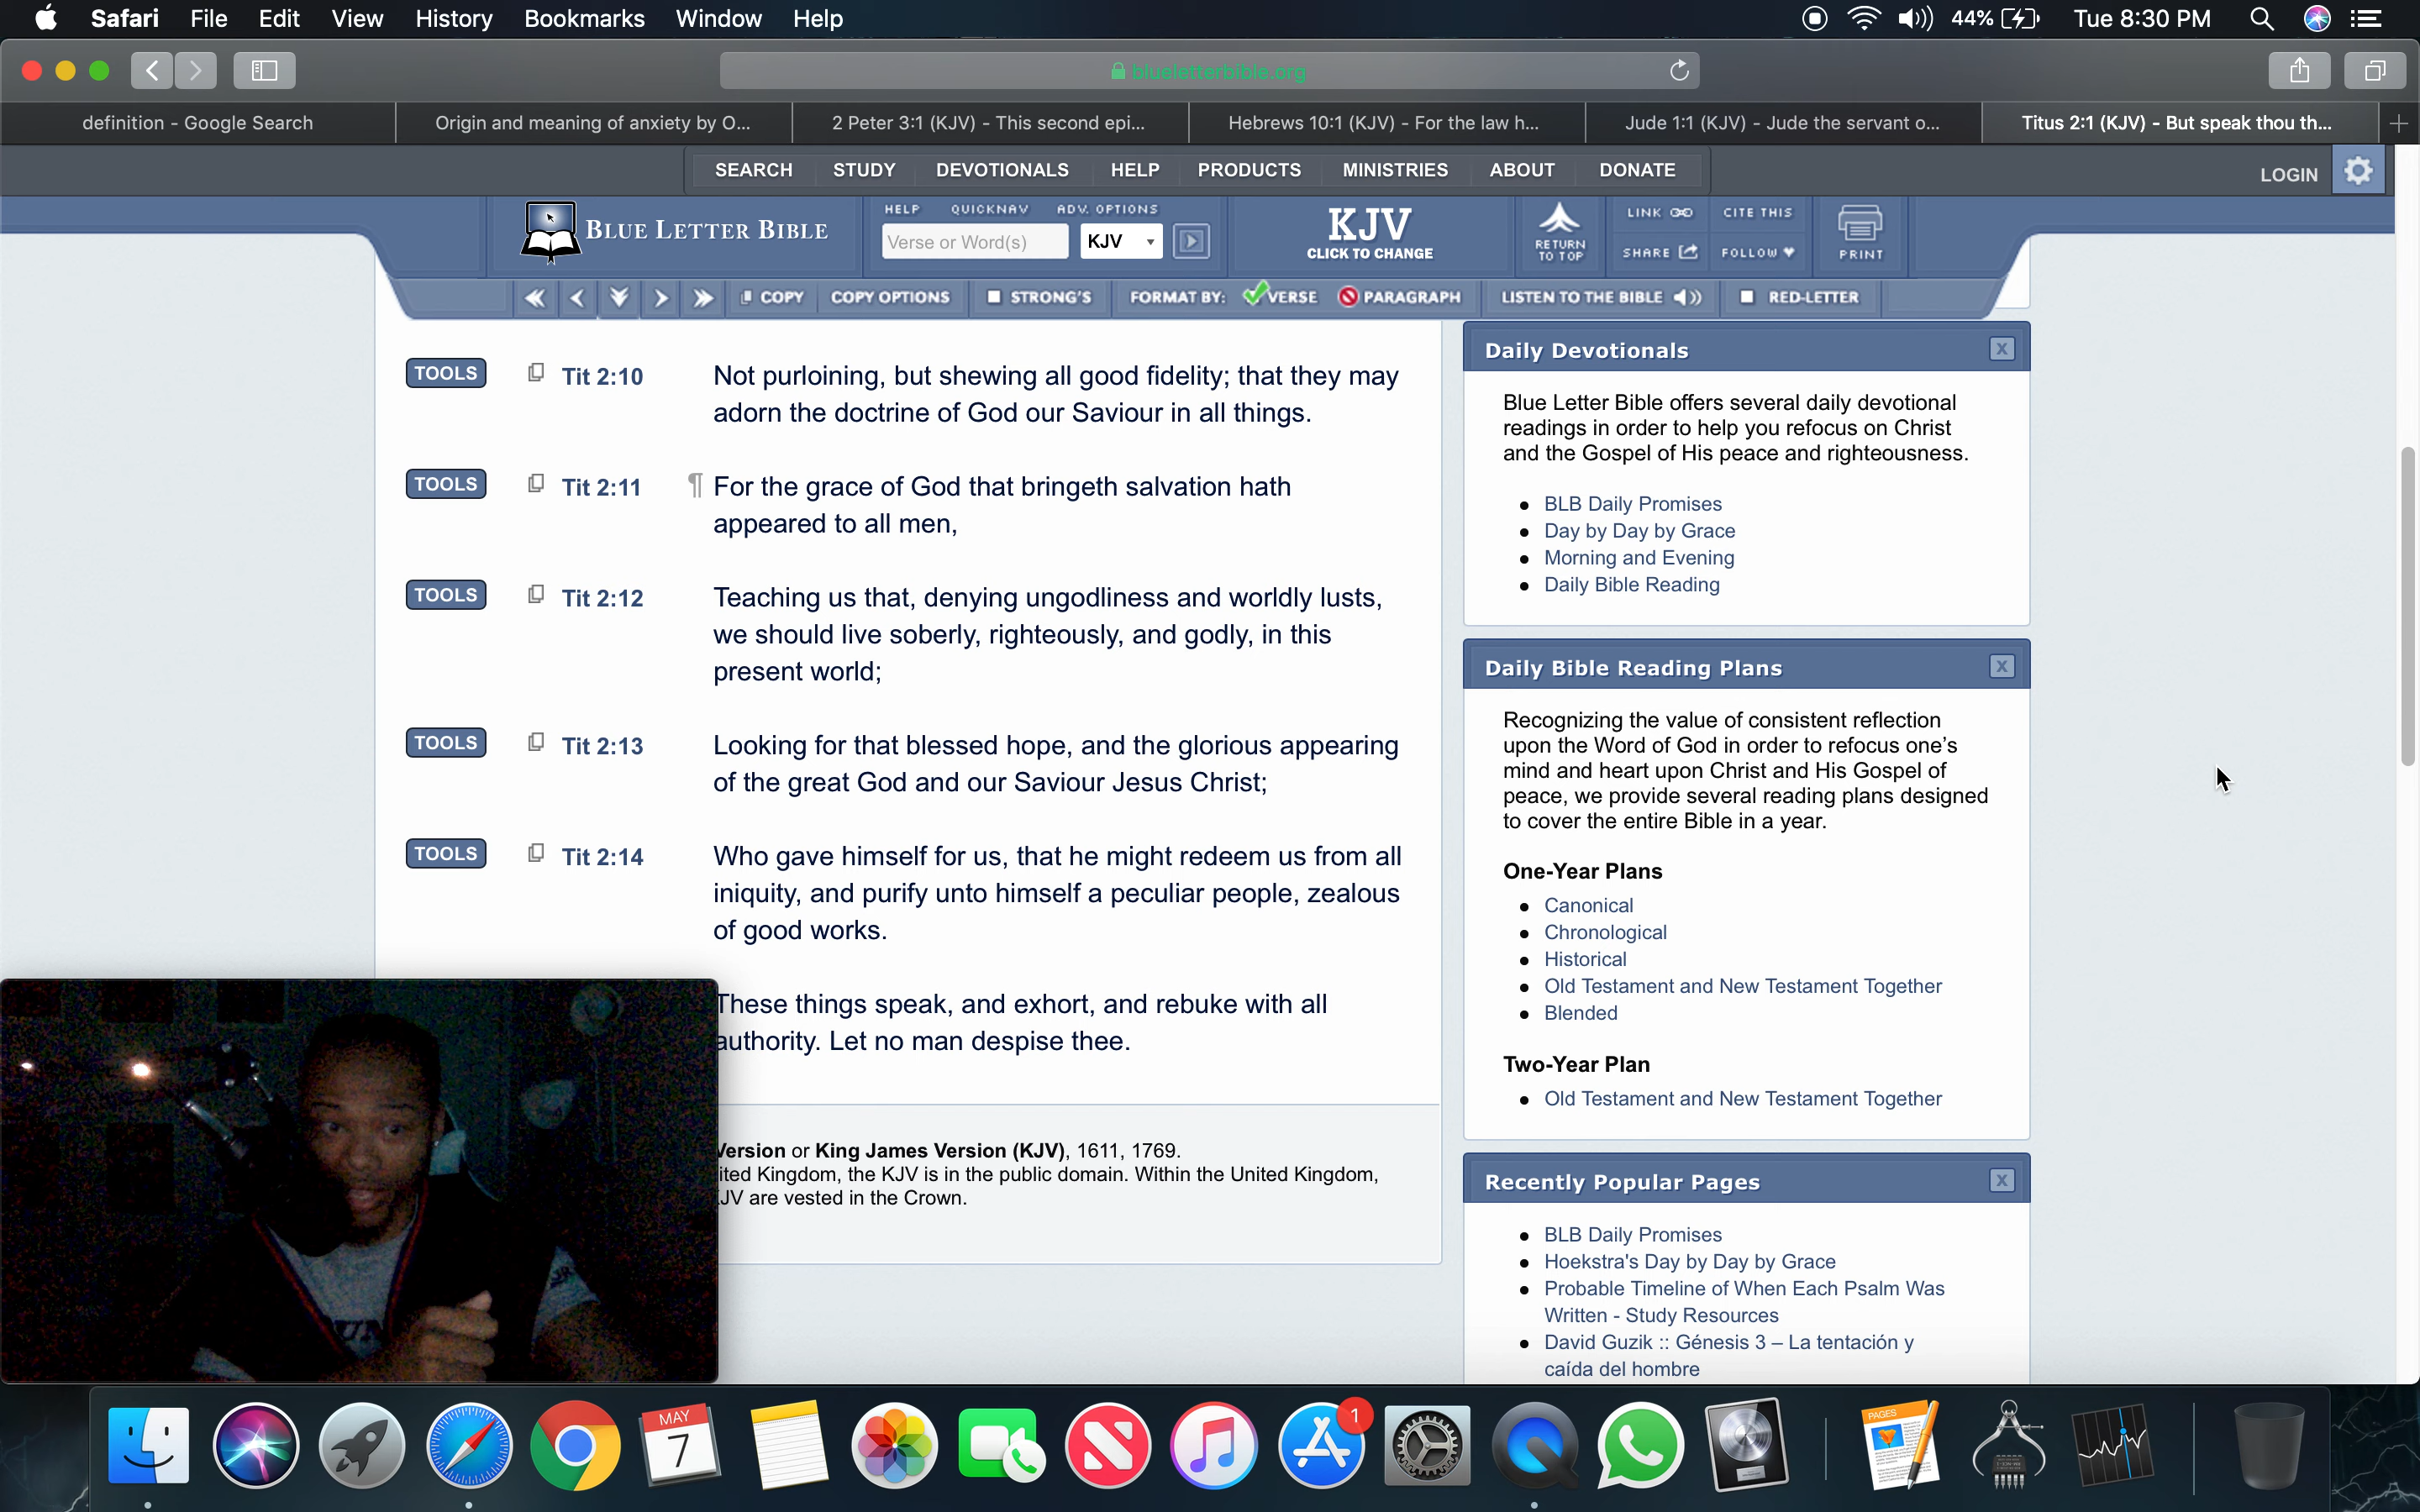 Safari File Edit View History Bookmarks Window Help 44% Tue 8:30 PM
blueletterbible.org
definition - Google Search Origin and meaning of anxiety by O... 2 Peter 3:1 (KJV) - This second epi... Hebrews 10:1 (KJV) - For the law h... Jude 1:1 (KJV) - Jude the servant o... Titus 2:1 (KJV) - But speak thou th...
SEARCH STUDY DEVOTIONALS HELP PRODUCTS MINISTRIES ABOUT DONATE LOGIN
HELP QUICKNAV ADV. OPTIONS
BLUE LETTER BIBLE
Verse or Word(s) KJV
KJV
CLICK TO CHANGE
RETURN
TO TOP
LINK CITE THIS
SHARE FOLLOW
PRINT
COPY COPY OPTIONS STRONG'S FORMAT BY: VERSE PARAGRAPH LISTEN TO THE BIBLE RED-LETTER
TOOLS Tit 2:10 Not purloining, but shewing all good fidelity; that they may
adorn the doctrine of God our Saviour in all things.
TOOLS Tit 2:11 ¶ For the grace of God that bringeth salvation hath
appeared to all men,
TOOLS Tit 2:12 Teaching us that, denying ungodliness and worldly lusts,
we should live soberly, righteously, and godly, in this
present world;
TOOLS Tit 2:13 Looking for that blessed hope, and the glorious appearing
of the great God and our Saviour Jesus Christ;
TOOLS Tit 2:14 Who gave himself for us, that he might redeem us from all
iniquity, and purify unto himself a peculiar people, zealous
of good works.
These things speak, and exhort, and rebuke with all
authority. Let no man despise thee.
Version or King James Version (KJV), 1611, 1769.
ited Kingdom, the KJV is in the public domain. Within the United Kingdom,
JV are vested in the Crown.
Daily Devotionals X
Blue Letter Bible offers several daily devotional
readings in order to help you refocus on Christ
and the Gospel of His peace and righteousness.
BLB Daily Promises
Day by Day by Grace
Morning and Evening
Daily Bible Reading
Daily Bible Reading Plans X
Recognizing the value of consistent reflection
upon the Word of God in order to refocus one's
mind and heart upon Christ and His Gospel of
peace, we provide several reading plans designed
to cover the entire Bible in a year.
One-Year Plans
Canonical
Chronological
Historical
Old Testament and New Testament Together
Blended
Two-Year Plan
Old Testament and New Testament Together
Recently Popular Pages X
BLB Daily Promises
Hoekstra's Day by Day by Grace
Probable Timeline of When Each Psalm Was
Written - Study Resources
David Guzik :: Génesis 3 – La tentación y
caída del hombre
MAY
7
1
PAGES